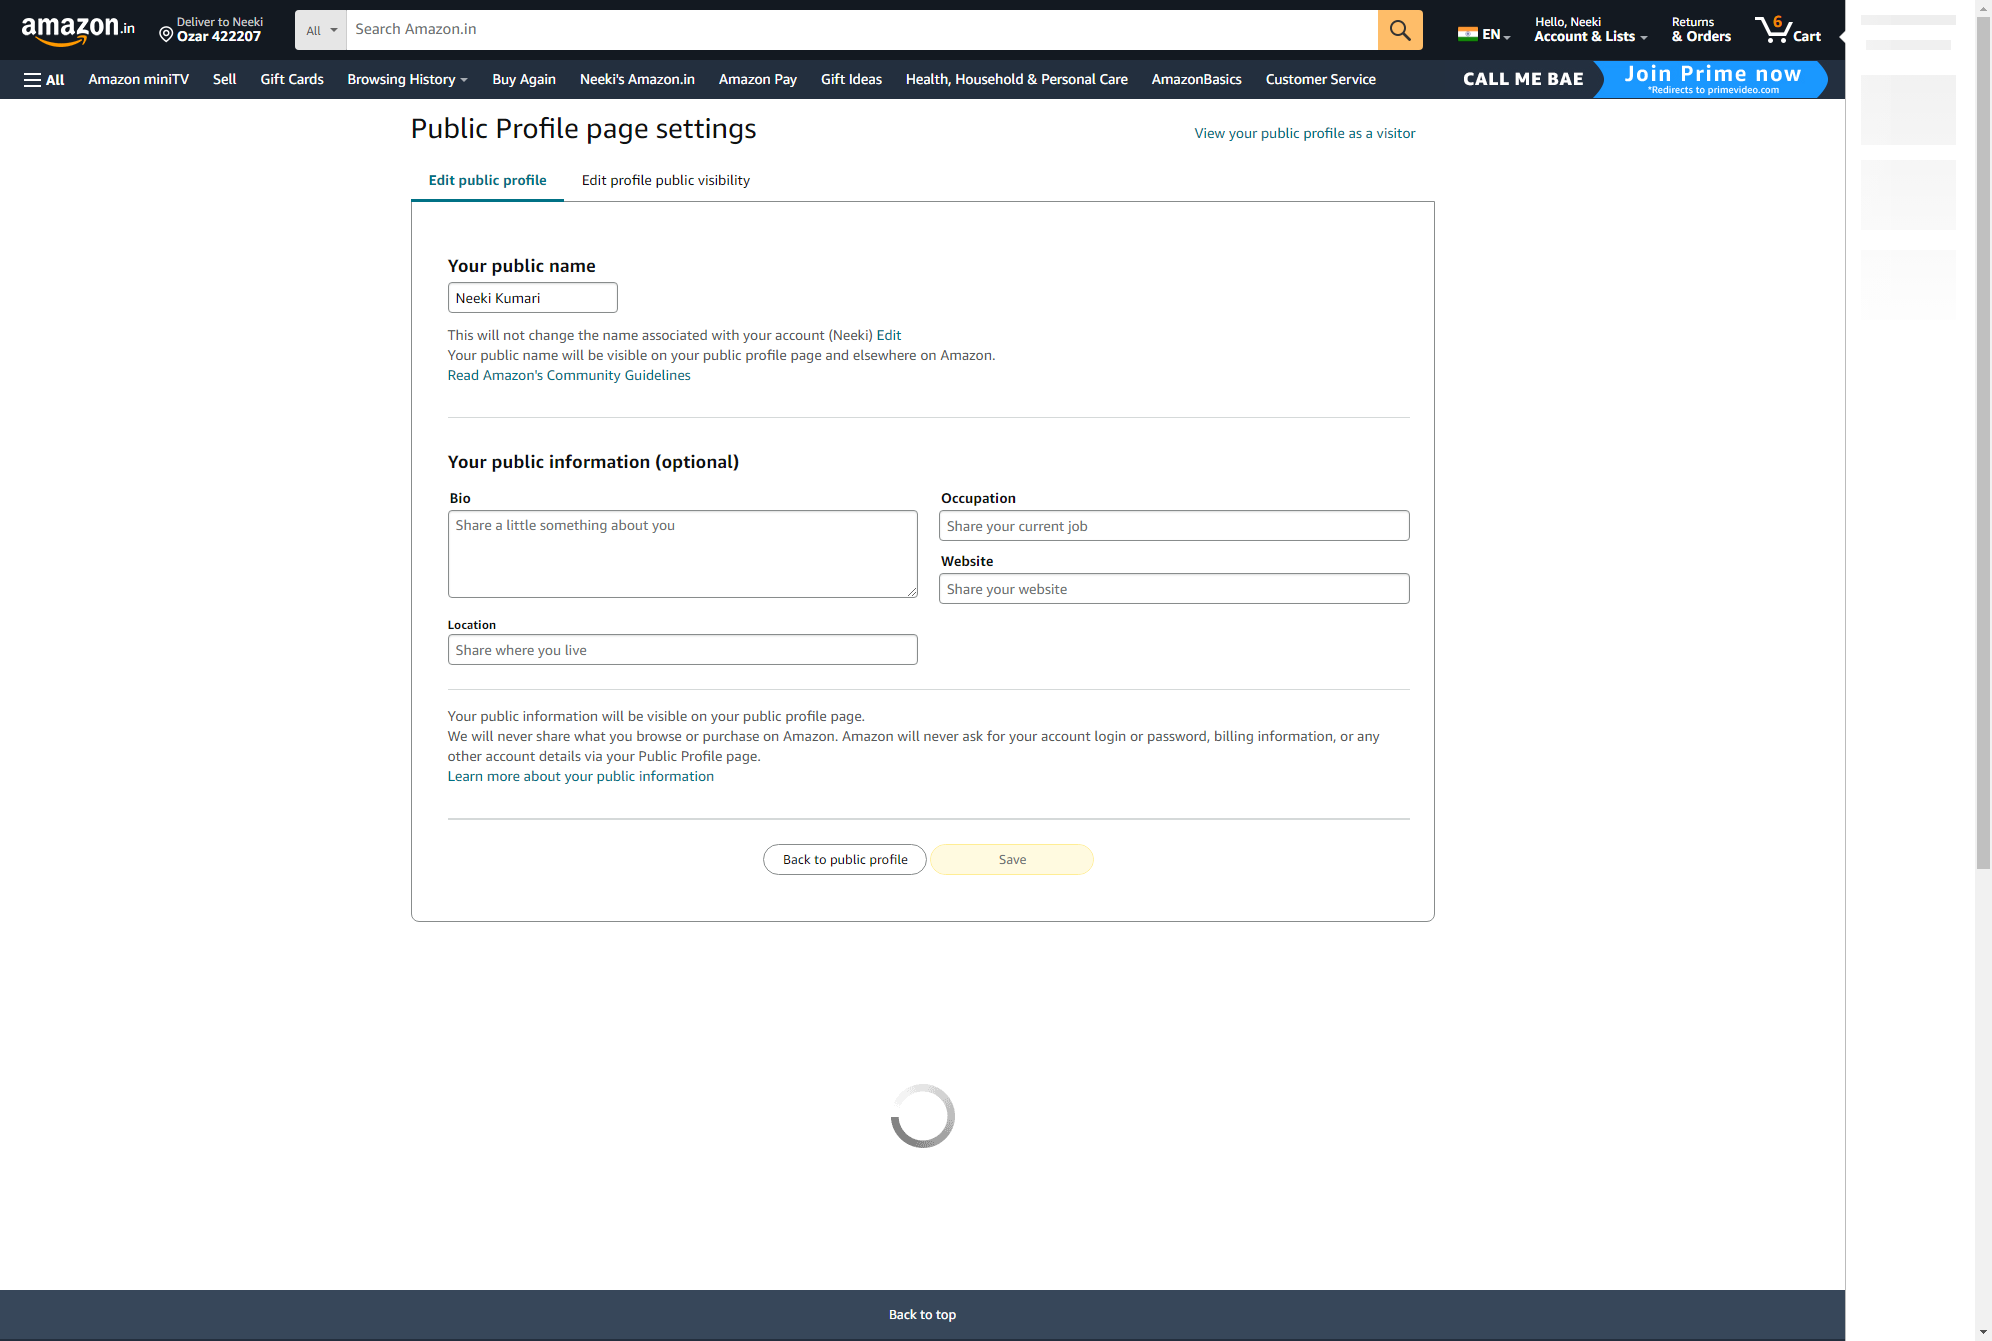 amazon.in
Deliver to Neeki
Ozar 422207
All
Search Amazon.in
EN
Hello, Neeki
Account & Lists
Returns
& Orders
6
Cart
All
Amazon miniTV
Sell
Gift Cards
Browsing History
Buy Again
Neeki's Amazon.in
Amazon Pay
Gift Ideas
Health, Household & Personal Care
AmazonBasics
Customer Service
CALL ME BAE
Join Prime now
*Redirects to primevideo.com
Public Profile page settings
View your public profile as a visitor
Edit public profile
Edit profile public visibility
Your public name
Neeki Kumari
This will not change the name associated with your account (Neeki) Edit
Your public name will be visible on your public profile page and elsewhere on Amazon.
Read Amazon's Community Guidelines
Your public information (optional)
Bio
Share a little something about you
Occupation
Share your current job
Website
Share your website
Location
Share where you live
Your public information will be visible on your public profile page.
We will never share what you browse or purchase on Amazon. Amazon will never ask for your account login or password, billing information, or any
other account details via your Public Profile page.
Learn more about your public information
Back to public profile
Save
Back to top